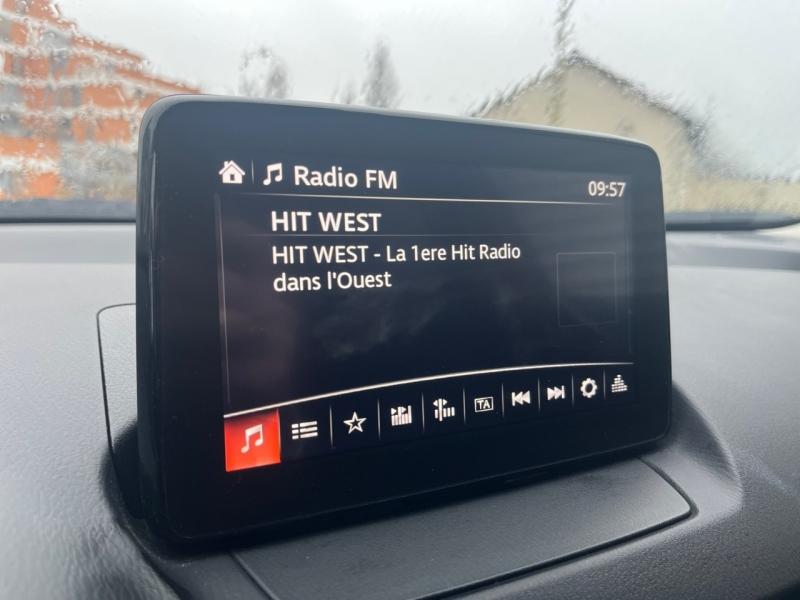 Radio FM
09:57
HIT WEST
HIT WEST - La 1ere Hit Radio
dans l'Ouest
TA